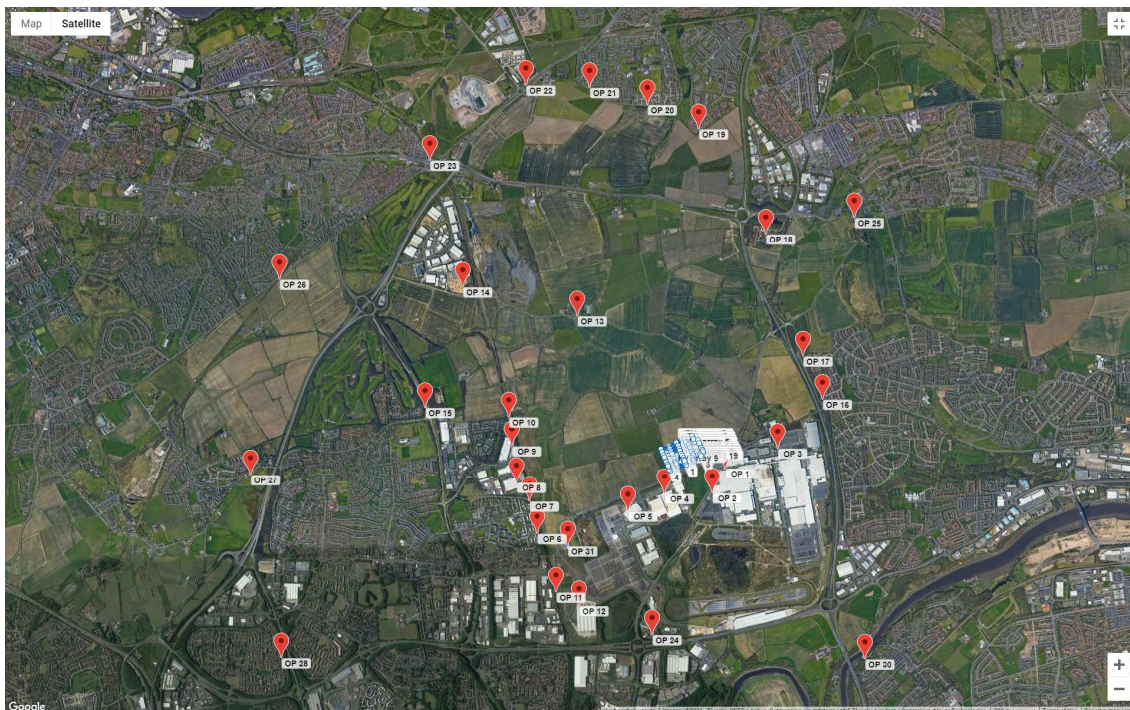 Map Satellite
OP 22
OP 21
OP 20
OP 19
OP 23
OP 25
OP 18
OP 26
OP 14
OP 13
OP 17
OP 16
OP 15
OP 10
OP 9
OP 3
19
OP 1
1
4
OP 27
OP 8
OP 4
OP 2
OP 7
OP 5
OP 6
OP 31
OP 11
OP 12
OP 24
OP 28
OP 30
Google